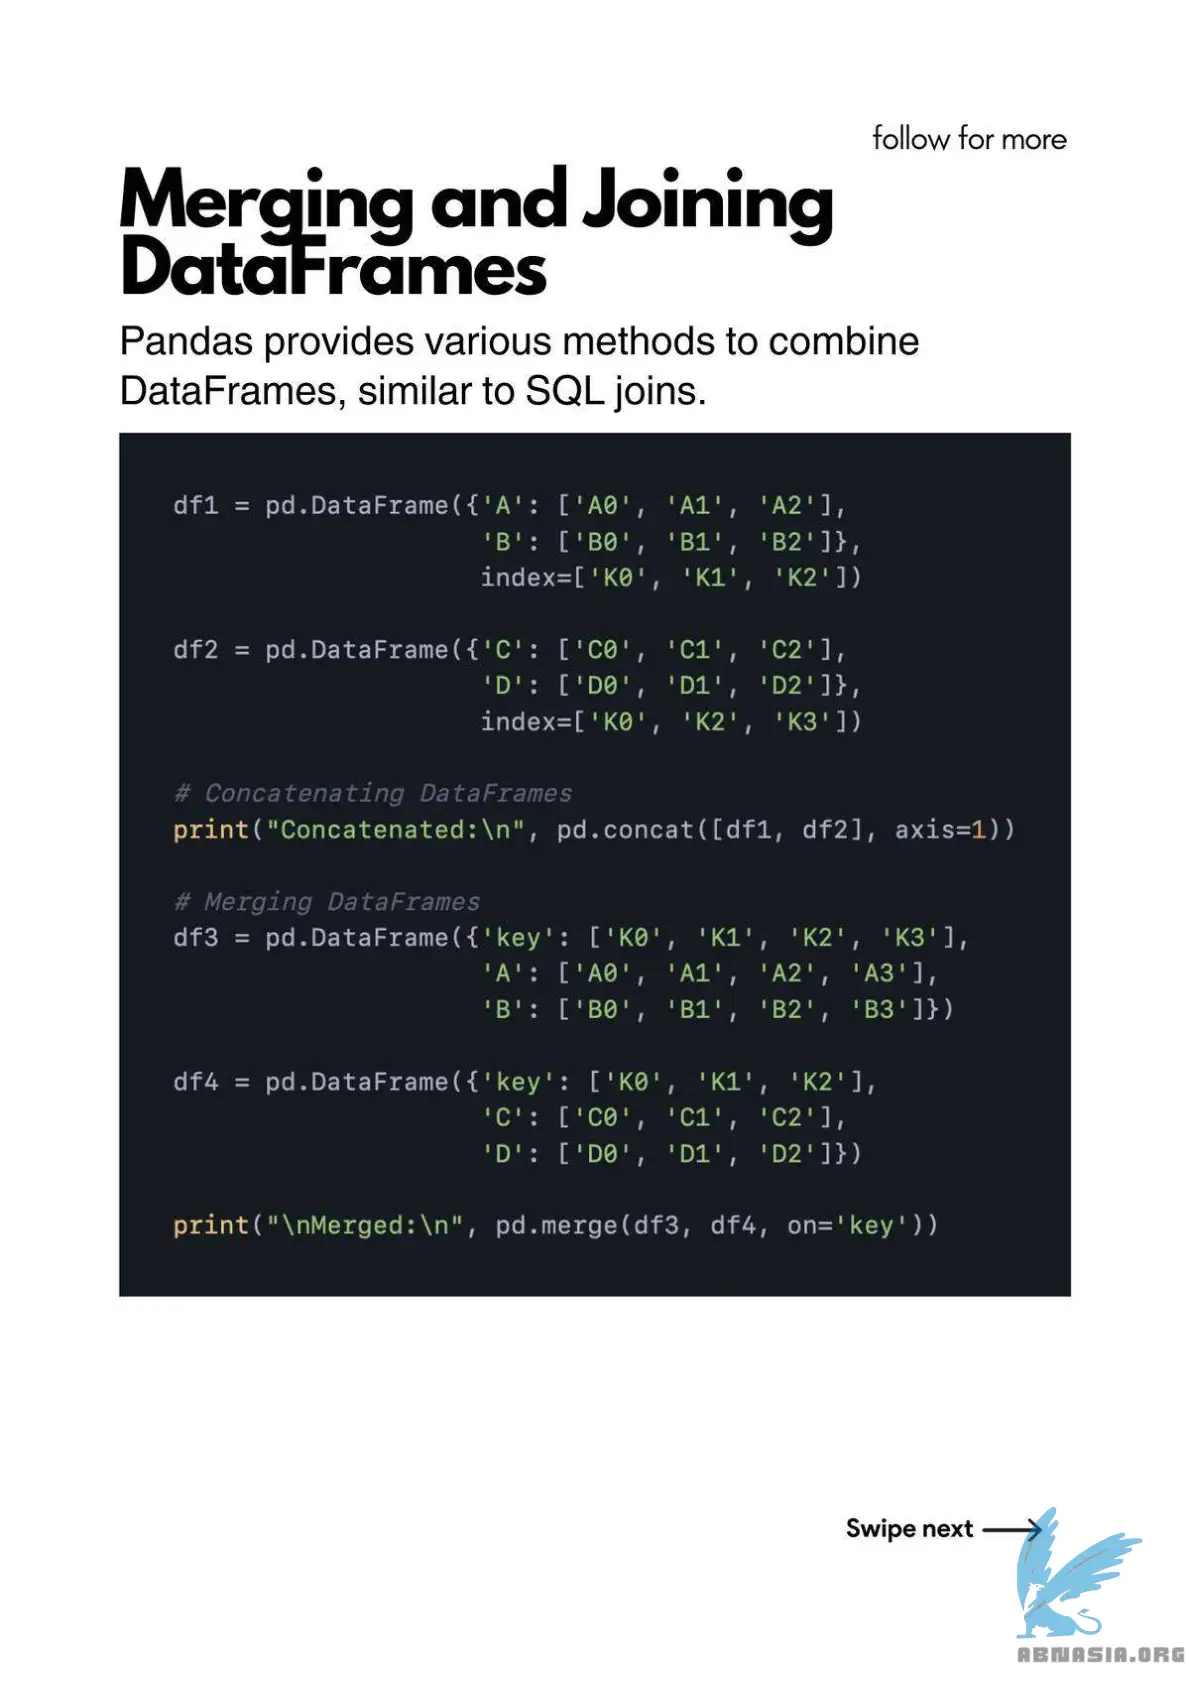 follow for more
Merging and Joining
DataFrames
Pandas provides various methods to combine
DataFrames, similar to SQL joins.
df1 = pd.DataFrame({'A': ['A0', 'A1', 'A2'],
                    'B': ['B0', 'B1', 'B2']},
                    index=['K0', 'K1', 'K2'])
df2 = pd.DataFrame({'C': ['C0', 'C1', 'C2'],
                    'D': ['D0', 'D1', 'D2']},
                    index=['K0', 'K2', 'K3'])
# Concatenating DataFrames
print("Concatenated:\n", pd.concat([df1, df2], axis=1))
# Merging DataFrames
df3 = pd.DataFrame({'key': ['K0', 'K1', 'K2', 'K3'],
                    'A': ['A0', 'A1', 'A2', 'A3'],
                    'B': ['B0', 'B1', 'B2', 'B3']})
df4 = pd.DataFrame({'key': ['K0', 'K1', 'K2'],
                    'C': ['C0', 'C1', 'C2'],
                    'D': ['D0', 'D1', 'D2']})
print("\nMerged:\n", pd.merge(df3, df4, on='key'))
Swipe next
ABNASIA.ORG